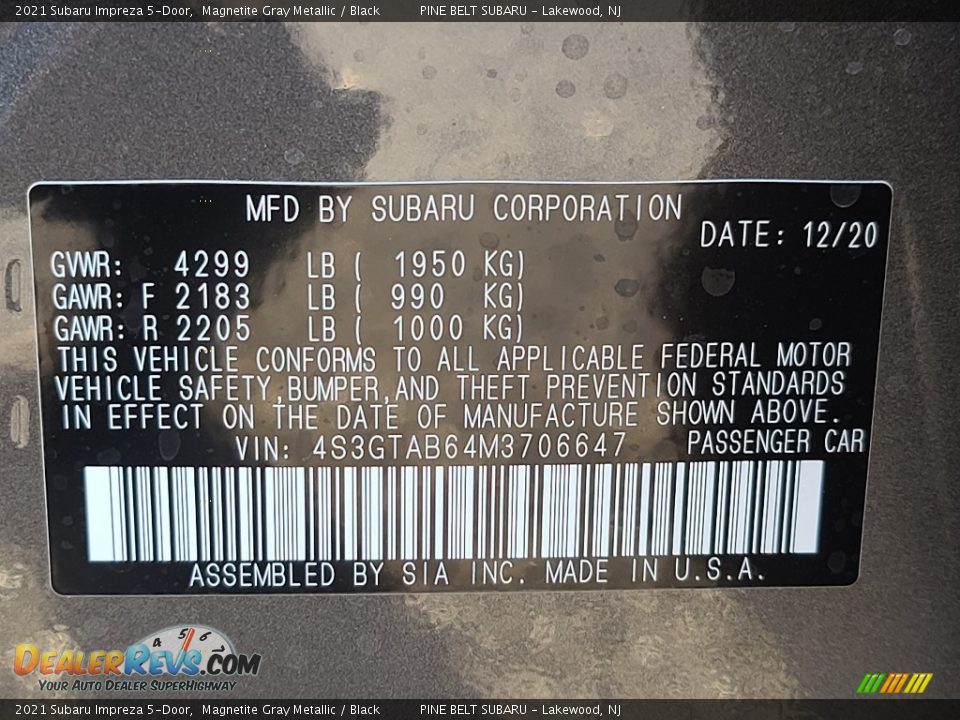 2021 Subaru Impreza 5-Door, Magnetite Gray Metallic / Black PINE BELT SUBARU - Lakewood, NJ
MFD BY SUBARU CORPORATION
DATE: 12/20
GVWR: 4299 LB ( 1950 KG)
GAWR: F 2183 LB ( 990 KG)
GAWR: R 2205 LB ( 1000 KG)
THIS VEHICLE CONFORMS TO ALL APPLICABLE FEDERAL MOTOR
VEHICLE SAFETY,BUMPER,AND THEFT PREVENTION STANDARDS
IN EFFECT ON THE DATE OF MANUFACTURE SHOWN ABOVE.
VIN: 4S3GTAB64M3706647 PASSENGER CAR
ASSEMBLED BY SIA INC. MADE IN U.S.A.
4 5 6
DEALERREVS.COM
YOUR AUTO DEALER SUPERHIGHWAY
2021 Subaru Impreza 5-Door, Magnetite Gray Metallic / Black PINE BELT SUBARU - Lakewood, NJ